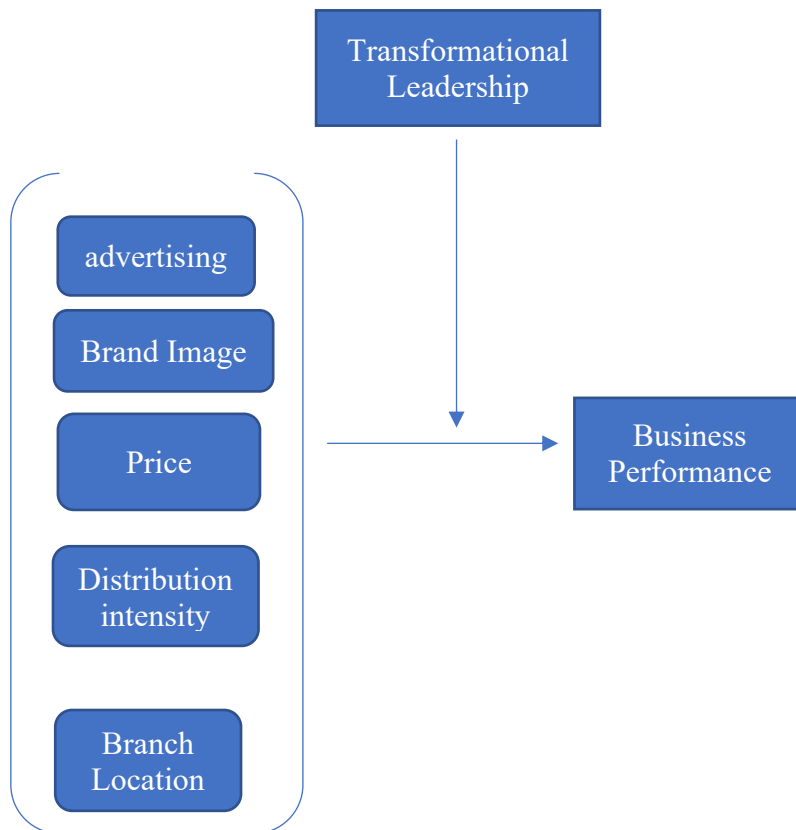 Transformational
Leadership
advertising
Brand Image
Price
Business
Performance
Distribution
intensity
Branch
Location